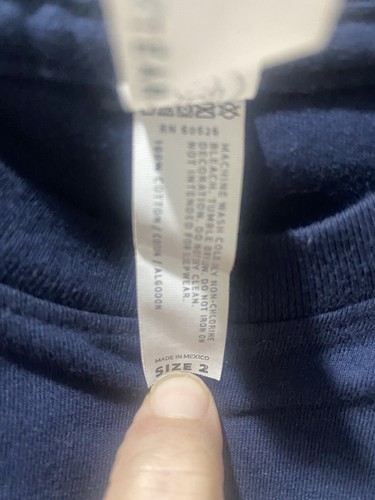 RN 60526
MACHINE WASH COLD, ONLY NON-CHLORINE
BLEACH, TUMBLE DRY LOW. DO NOT IRON ON
DECORATION. DO NOT DRY CLEAN.
NOT INTENDED FOR SLEEPWEAR.
100% COTTON / COTON / ALGODON
MADE IN MEXICO
SIZE 2